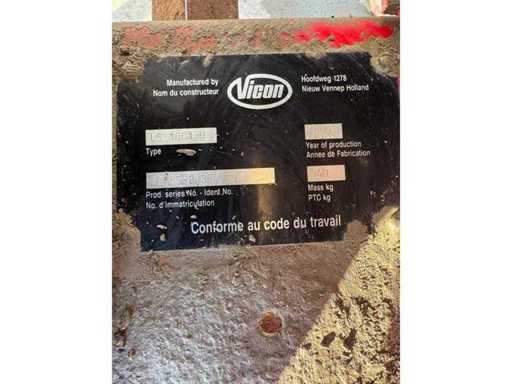 Manufactured by
Nom du constructeur
Vicon
Hoofdweg 1278
Nieuw Vennep Holland
Type
Year of production
Annee de Fabrication
Prod. series No. - Ident. No.
No. d'Immatriculation
Mass kg
PTC kg
Conforme au code du travail